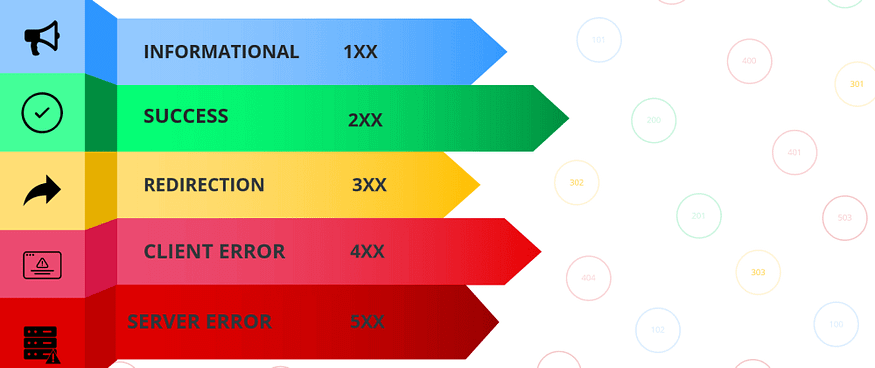 INFORMATIONAL 1XX
SUCCESS 2XX
REDIRECTION 3XX
CLIENT ERROR 4XX
SERVER ERROR 5XX
101
400
301
200
401
302
201
503
303
404
102
100